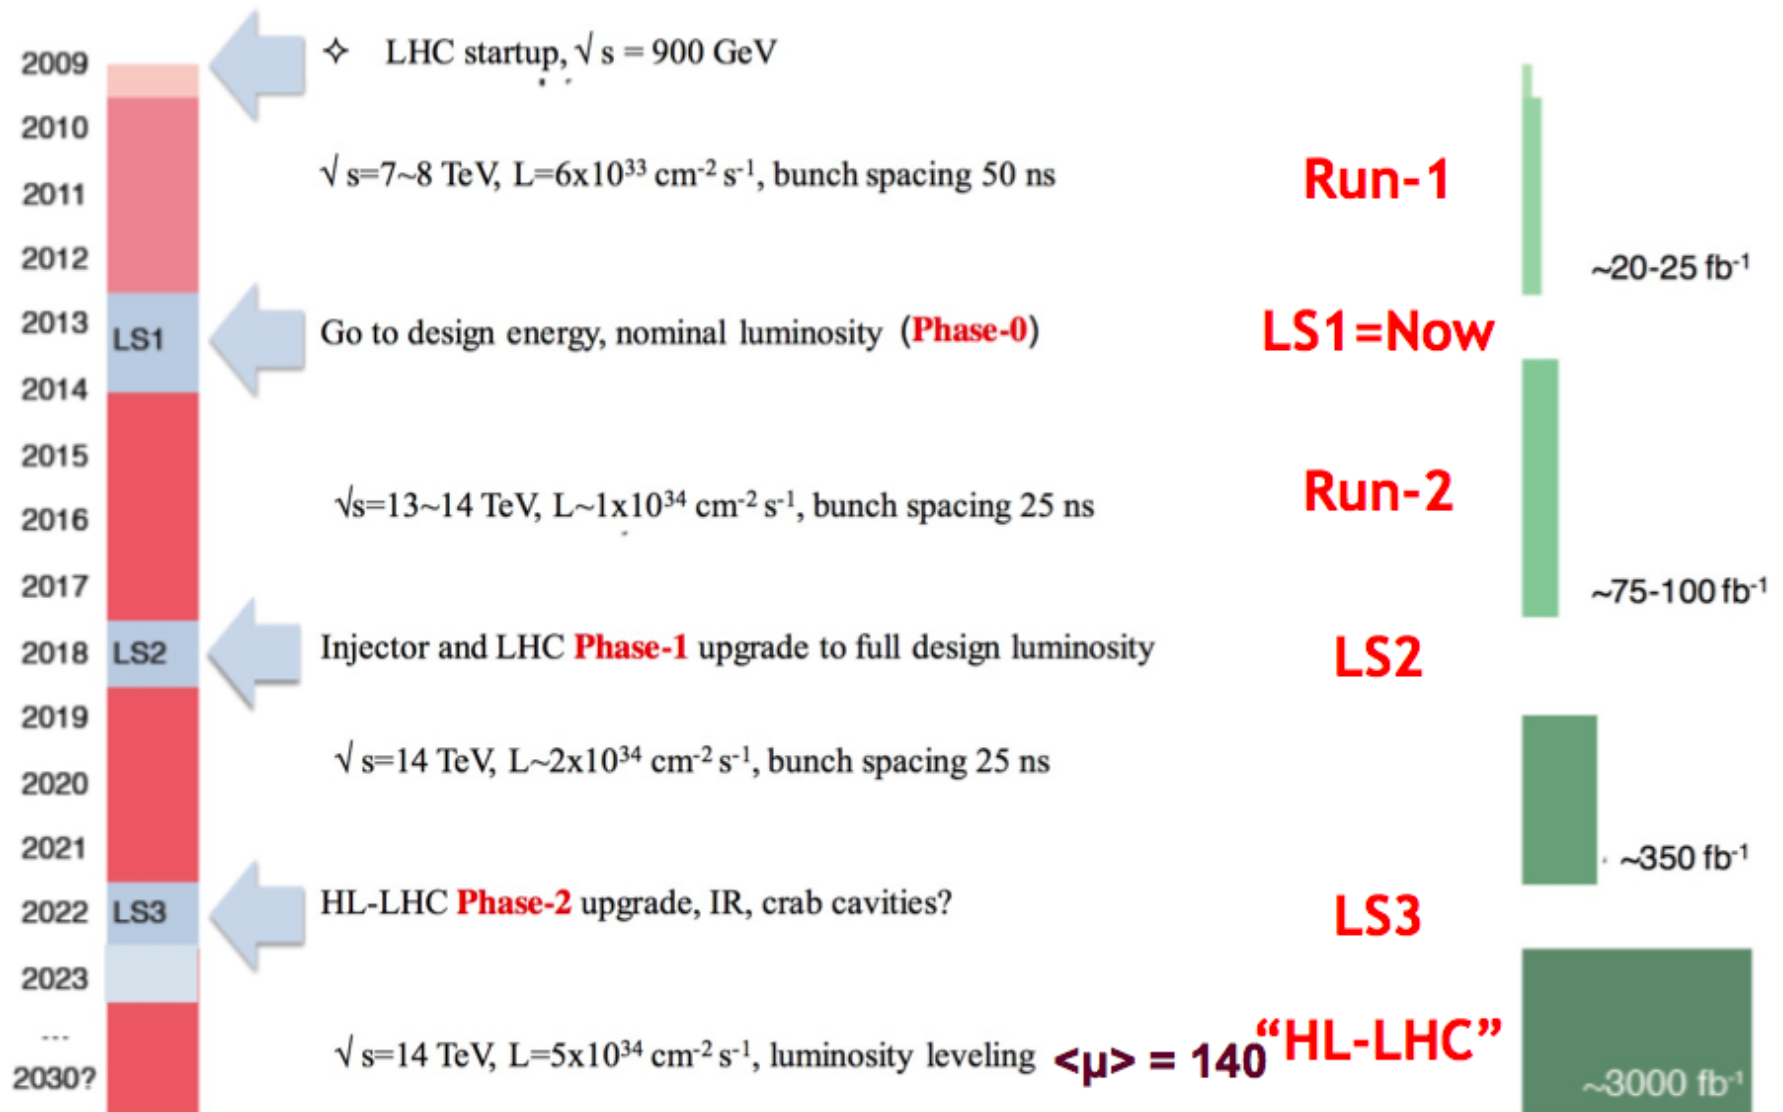 2009
✧ LHC startup, √ s = 900 GeV
2010
√ s=7~8 TeV, L=6x10³³ cm⁻² s⁻¹, bunch spacing 50 ns
Run-1
2011
2012
~20-25 fb⁻¹
2013
LS1
Go to design energy, nominal luminosity (Phase-0)
LS1=Now
2014
2015
√s=13~14 TeV, L~1x10³⁴ cm⁻² s⁻¹, bunch spacing 25 ns
Run-2
2016
2017
~75-100 fb⁻¹
2018
LS2
Injector and LHC Phase-1 upgrade to full design luminosity
LS2
2019
√ s=14 TeV, L~2x10³⁴ cm⁻² s⁻¹, bunch spacing 25 ns
2020
2021
~350 fb⁻¹
2022
LS3
HL-LHC Phase-2 upgrade, IR, crab cavities?
LS3
2023
...
2030?
√ s=14 TeV, L=5x10³⁴ cm⁻² s⁻¹, luminosity leveling
<µ> = 140
“HL-LHC”
~3000 fb⁻¹